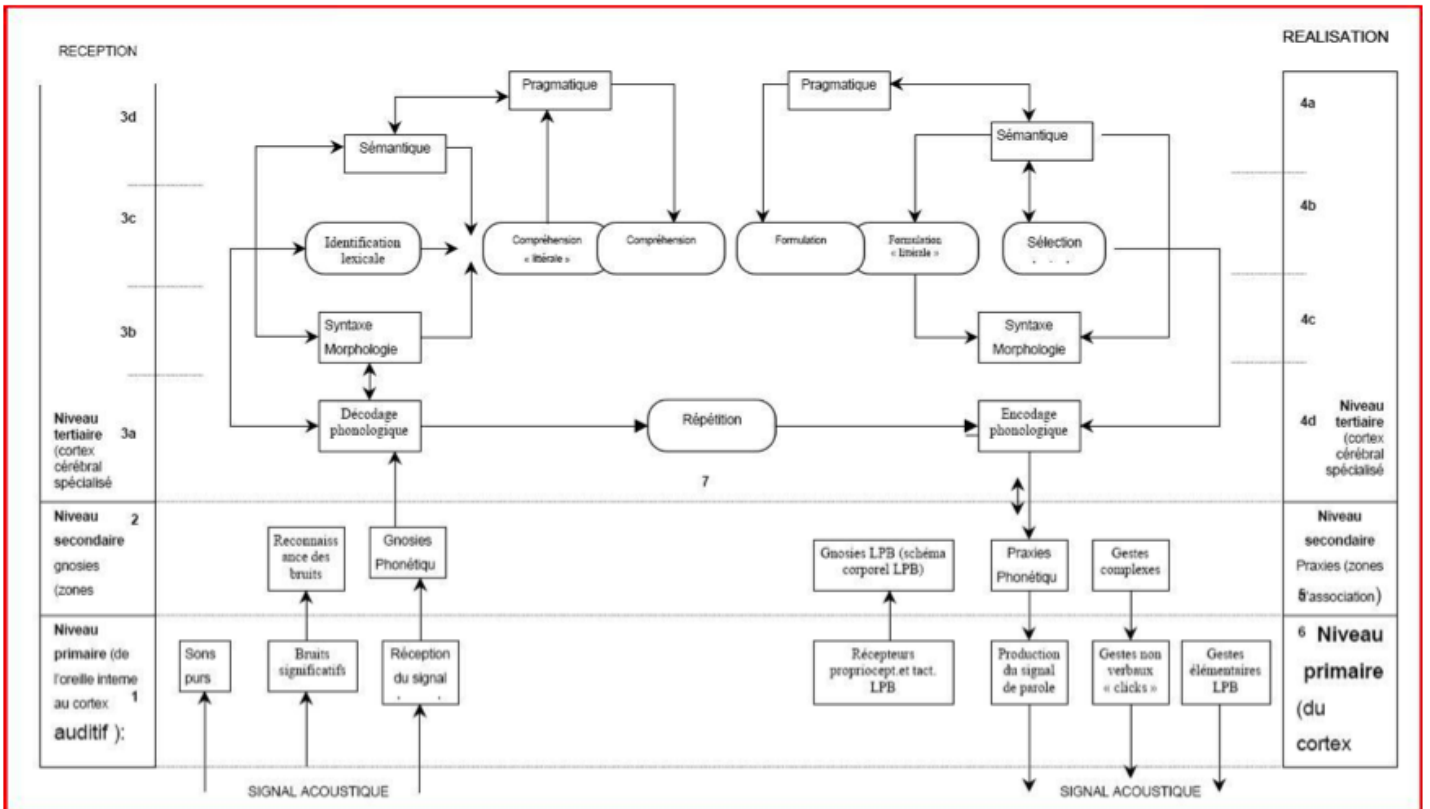 RECEPTION
REALISATION
Pragmatique
Pragmatique
3d
4a
Sémantique
Sémantique
3c
4b
Identification
lexicale
Compréhension
« littérale »
Compréhension
Formulation
Formulation
« littérale »
Sélection
3b
4c
Syntaxe
Morphologie
Syntaxe
Morphologie
Niveau
tertiaire 3a
(cortex
cérébral
spécialisé
Décodage
phonologique
Répétition
Encodage
phonologique
4d
Niveau
tertiaire
(cortex
cérébral
spécialisé
7
Niveau 2
secondaire
gnosies
(zones
Reconnaiss
ance des
bruits
Gnosies
Phonétiqu
Gnosies LPB (schéma
corporel LPB)
Praxies
Phonétiqu
Gestes
complexes
Niveau
secondaire
Praxies (zones
d'association)
5
Niveau
primaire (de
l'oreille interne
au cortex 1
auditif ):
Sons
purs
Bruits
significatifs
Réception
du signal
Récepteurs
propriocept.et tact.
LPB
Production
du signal
de parole
Gestes non
verbaux
« clicks »
Gestes
élémentaires
LPB
6 Niveau
primaire
(du
cortex
SIGNAL ACOUSTIQUE
SIGNAL ACOUSTIQUE